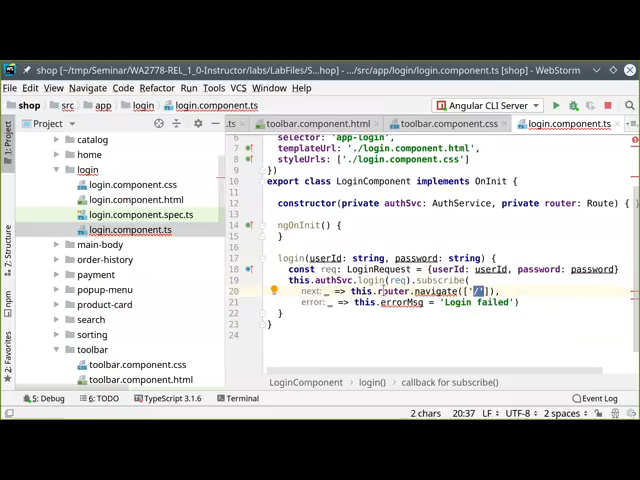 shop [~/tmp/Seminar/WA2778-REL_1_0-Instructor/labs/LabFiles/S...hop] - .../src/app/login/login.component.ts [shop] - WebStorm
File Edit View Navigate Code Refactor Run Tools VCS Window Help
shop src app login login.component.ts Angular CLI Server
Project toolbar.component.html toolbar.component.css login.component.ts
1: Project
7: Structure
npm
2: Favorites
catalog
home
login
login.component.css
login.component.html
login.component.spec.ts
login.component.ts
main-body
order-history
payment
popup-menu
product-card
search
sorting
toolbar
toolbar.component.css
toolbar.component.html
6 selector: 'app-login',
7 templateUrl: './login.component.html',
8 styleUrls: ['./login.component.css']
9 })
10 export class LoginComponent implements OnInit {
11
12 constructor(private authSvc: AuthService, private router: Route) { }
13
14 ngOnInit() {
15 }
16
17 login(userId: string, password: string) {
18 const req: LoginRequest = {userId: userId, password: password}
19 this.authSvc.login(req).subscribe(
20 next: _ => this.router.navigate(['/']),
21 error: _ => this.errorMsg = 'Login failed')
22 }
23 }
24
LoginComponent login() callback for subscribe()
5: Debug 6: TODO TypeScript 3.1.6 Terminal Event Log
2 chars 20:37 LF UTF-8 2 spaces